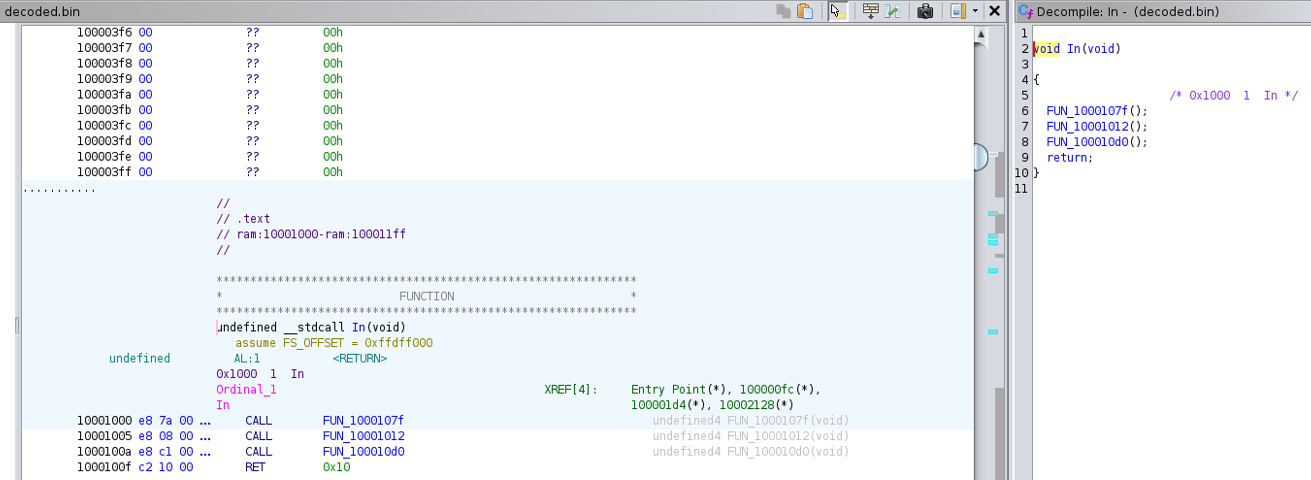 decoded.bin
100003f6 00 ?? 00h
100003f7 00 ?? 00h
100003f8 00 ?? 00h
100003f9 00 ?? 00h
100003fa 00 ?? 00h
100003fb 00 ?? 00h
100003fc 00 ?? 00h
100003fd 00 ?? 00h
100003fe 00 ?? 00h
100003ff 00 ?? 00h
...........
//
// .text
// ram:10001000-ram:100011ff
//
**************************************************************
* FUNCTION *
**************************************************************
undefined __stdcall In(void)
assume FS_OFFSET = 0xffdff000
undefined AL:1 <RETURN>
0x1000 1 In
Ordinal_1 XREF[4]: Entry Point(*), 100000fc(*),
In 100001d4(*), 10002128(*)
10001000 e8 7a 00 ... CALL FUN_1000107f undefined4 FUN_1000107f(void)
10001005 e8 08 00 ... CALL FUN_10001012 undefined4 FUN_10001012(void)
1000100a e8 c1 00 ... CALL FUN_100010d0 undefined4 FUN_100010d0(void)
1000100f c2 10 00 RET 0x10
Decompile: In - (decoded.bin)
1
2 void In(void)
3
4 {
5 /* 0x1000 1 In */
6 FUN_1000107f();
7 FUN_10001012();
8 FUN_100010d0();
9 return;
10 }
11